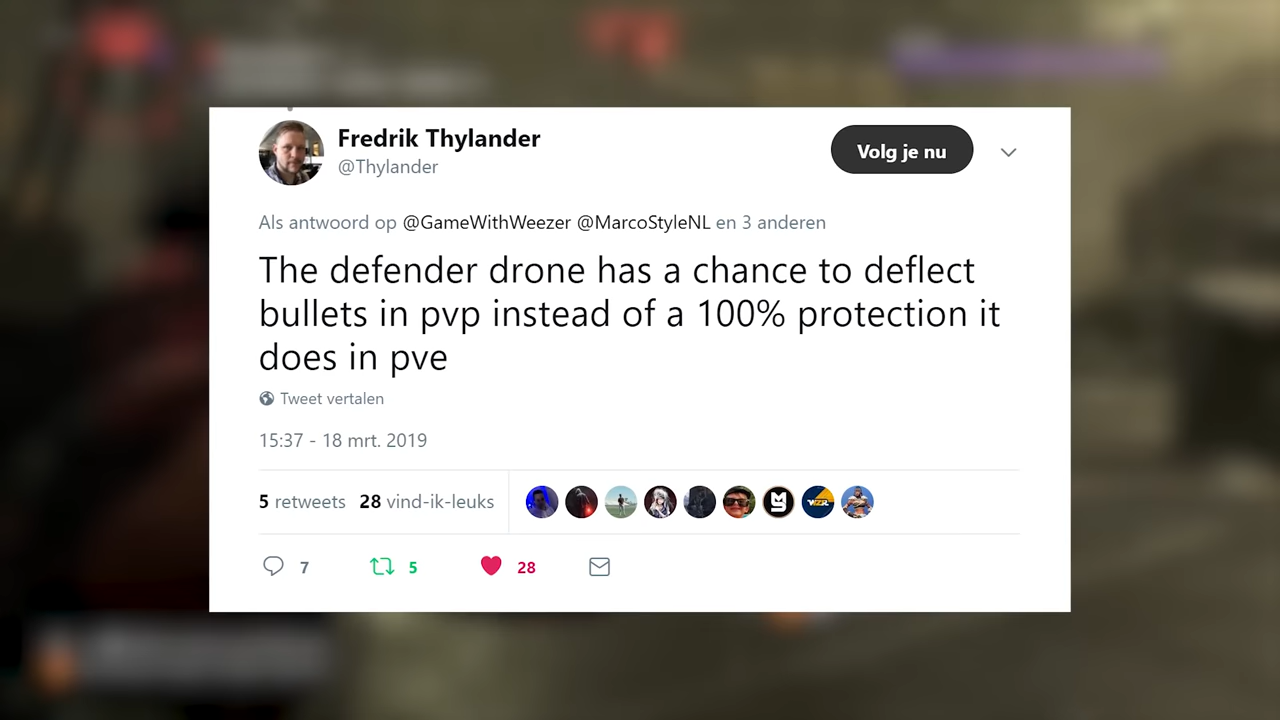 Fredrik Thylander
@Thylander
Volg je nu
Als antwoord op @GameWithWeezer @MarcoStyleNL en 3 anderen
The defender drone has a chance to deflect
bullets in pvp instead of a 100% protection it
does in pve
Tweet vertalen
15:37 - 18 mrt. 2019
5 retweets 28 vind-ik-leuks
7 5 28